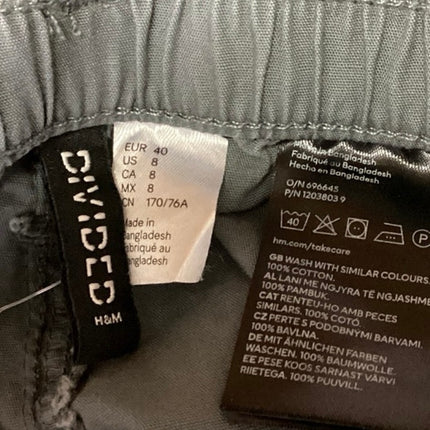 DIVIDED
H&M
EUR 40
US 8
CA 8
MX 8
CN 170/76A
Made in
Bangladesh
Fabriqué au
Bangladesh
Fabriqué au Bangladesh
Hecho en Bangladesh
O/N 696645
P/N 1203803 9
40
P
hm.com/takecare
GB WASH WITH SIMILAR COLOURS.
100% COTTON.
AL LANI ME NGJYRA TË NGJASHME
100% PAMBUK.
CAT RENTEU-HO AMB PECES
SIMILARS. 100% COTÓ.
CZ PERTE S PODOBNÝMI BARVAMI.
100% BAVLNA.
DE MIT ÄHNLICHEN FARBEN
WASCHEN. 100% BAUMWOLLE.
EE PESE KOOS SARNAST VÄRVI
RIIETEGA. 100% PUUVILL.